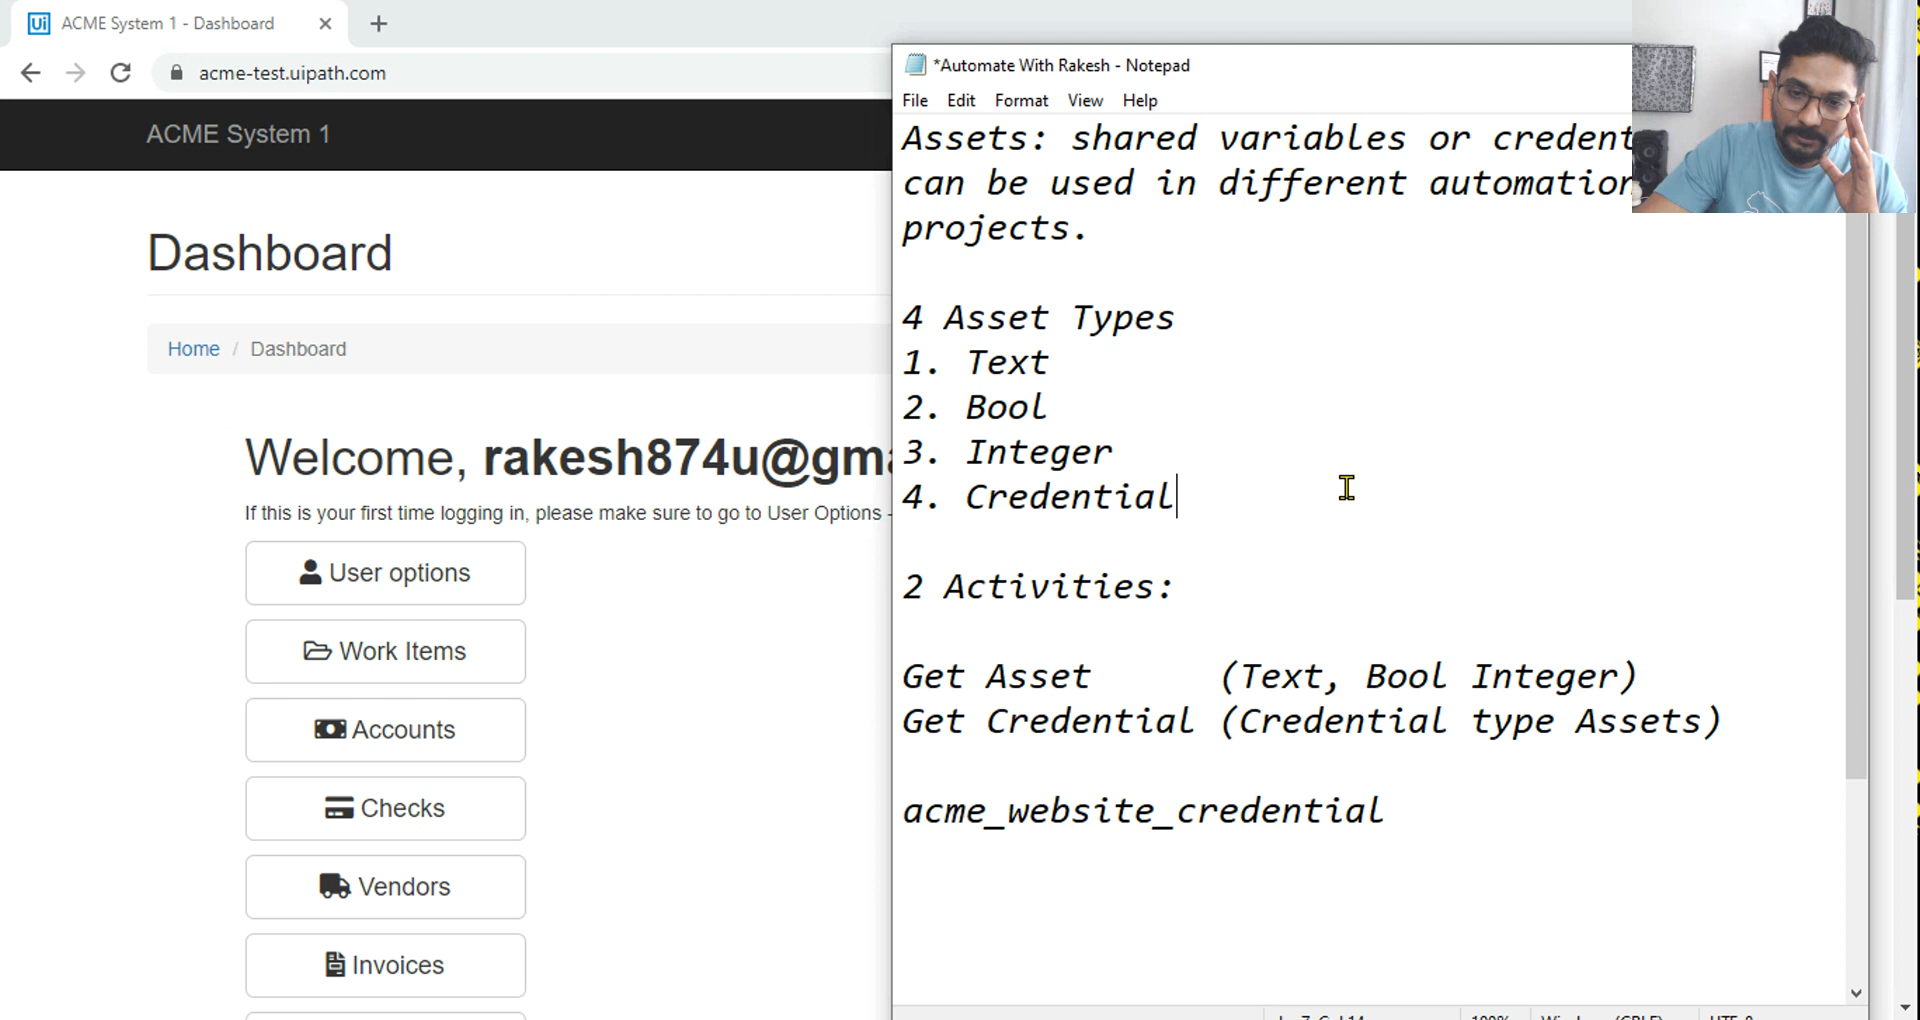 ACME System 1 - Dashboard
acme-test.uipath.com
ACME System 1
Dashboard
Home / Dashboard
Welcome, rakesh874u@gma
If this is your first time logging in, please make sure to go to User Options -
User options
Work Items
Accounts
Checks
Vendors
Invoices
*Automate With Rakesh - Notepad
File Edit Format View Help
Assets: shared variables or credent
can be used in different automation
projects.
4 Asset Types
1. Text
2. Bool
3. Integer
4. Credential
2 Activities:
Get Asset (Text, Bool Integer)
Get Credential (Credential type Assets)
acme_website_credential